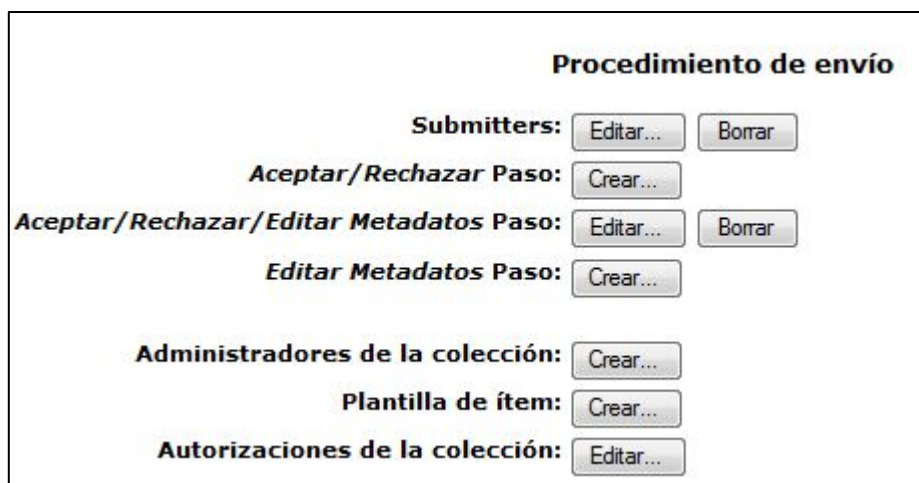 Procedimiento de envío
Submitters: Editar... Borrar
Aceptar/Rechazar Paso: Crear...
Aceptar/Rechazar/Editar Metadatos Paso: Editar... Borrar
Editar Metadatos Paso: Crear...
Administradores de la colección: Crear...
Plantilla de ítem: Crear...
Autorizaciones de la colección: Editar...